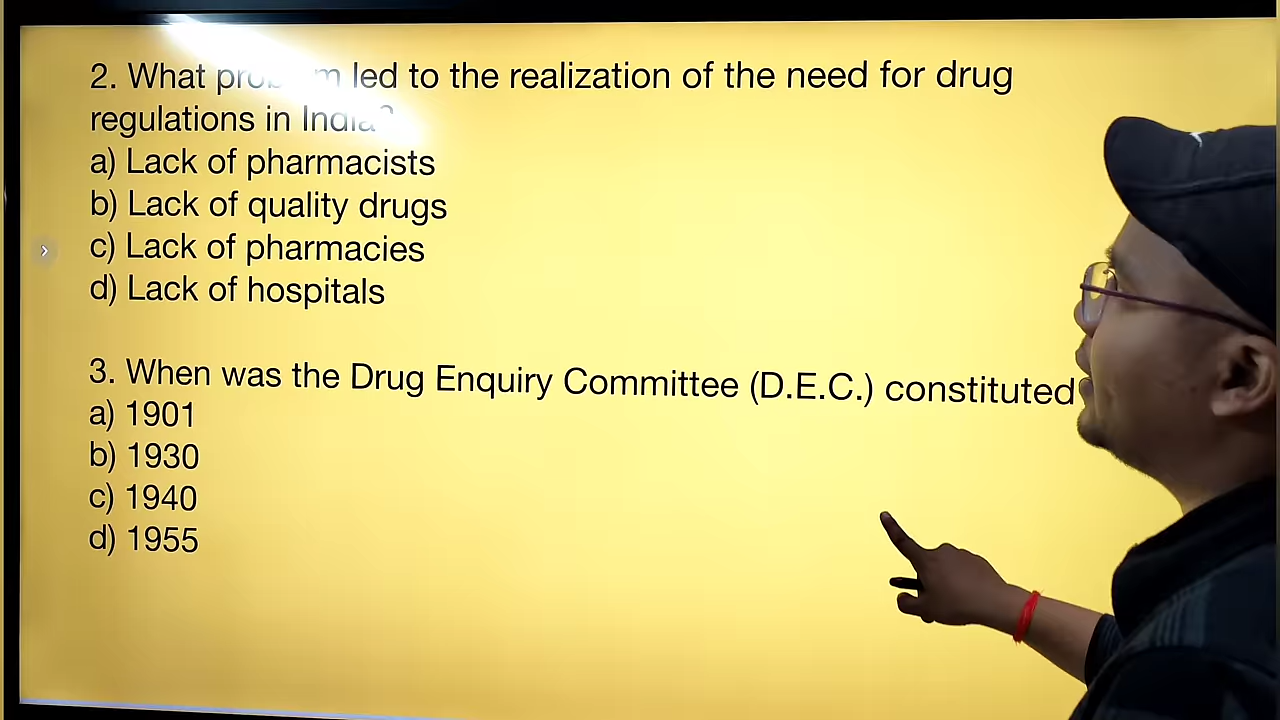 2. What problem led to the realization of the need for drug
regulations in India?
a) Lack of pharmacists
b) Lack of quality drugs
c) Lack of pharmacies
d) Lack of hospitals
3. When was the Drug Enquiry Committee (D.E.C.) constituted
a) 1901
b) 1930
c) 1940
d) 1955